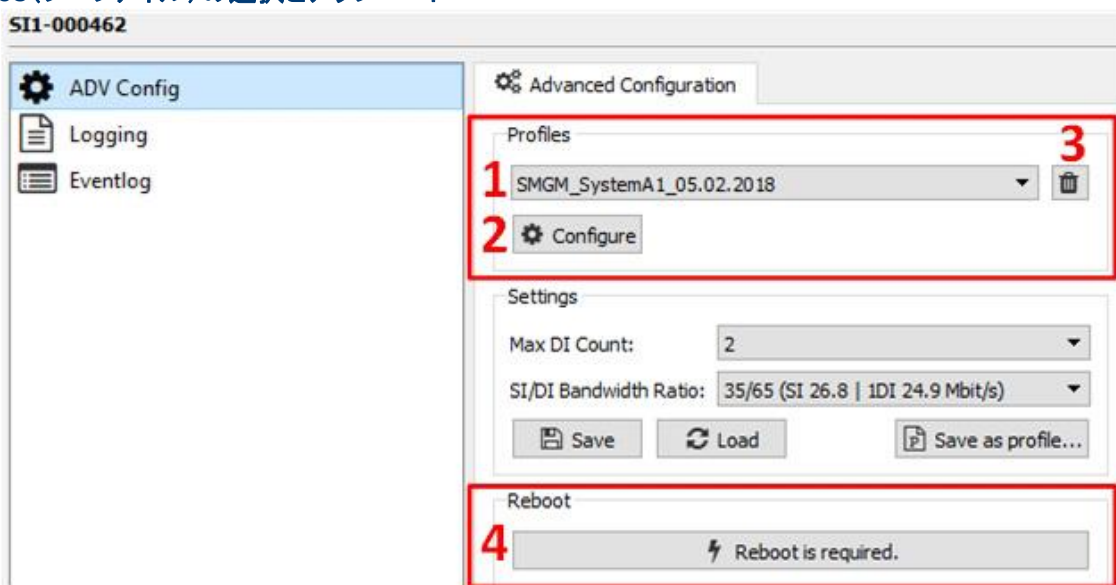 SI1-000462
ADV Config
Logging
Eventlog
Advanced Configuration
Profiles
3
1
SMGM_SystemA1_05.02.2018
2
Configure
Settings
Max DI Count:
2
SI/DI Bandwidth Ratio:
35/65 (SI 26.8 | 1DI 24.9 Mbit/s)
Save
Load
Save as profile...
Reboot
4
Reboot is required.